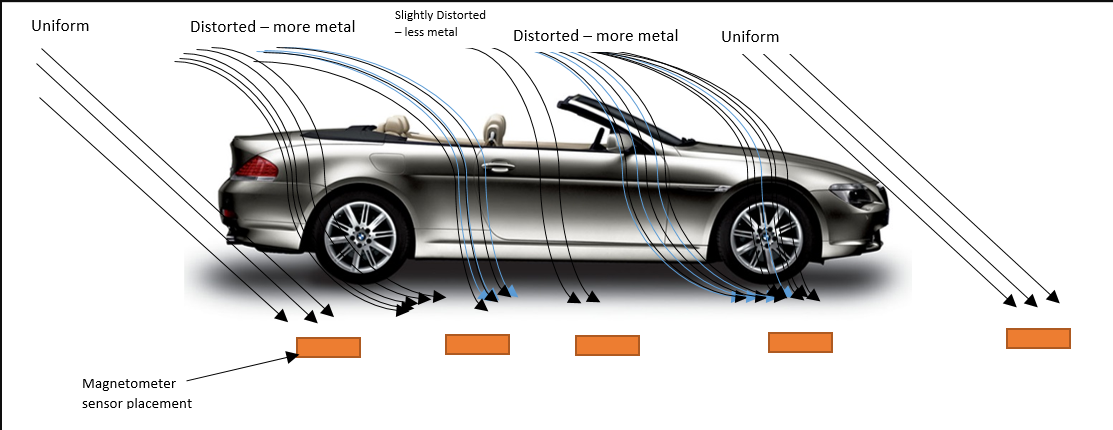 Uniform
Distorted – more metal
Slightly Distorted
– less metal
Distorted – more metal
Uniform
Magnetometer
sensor placement